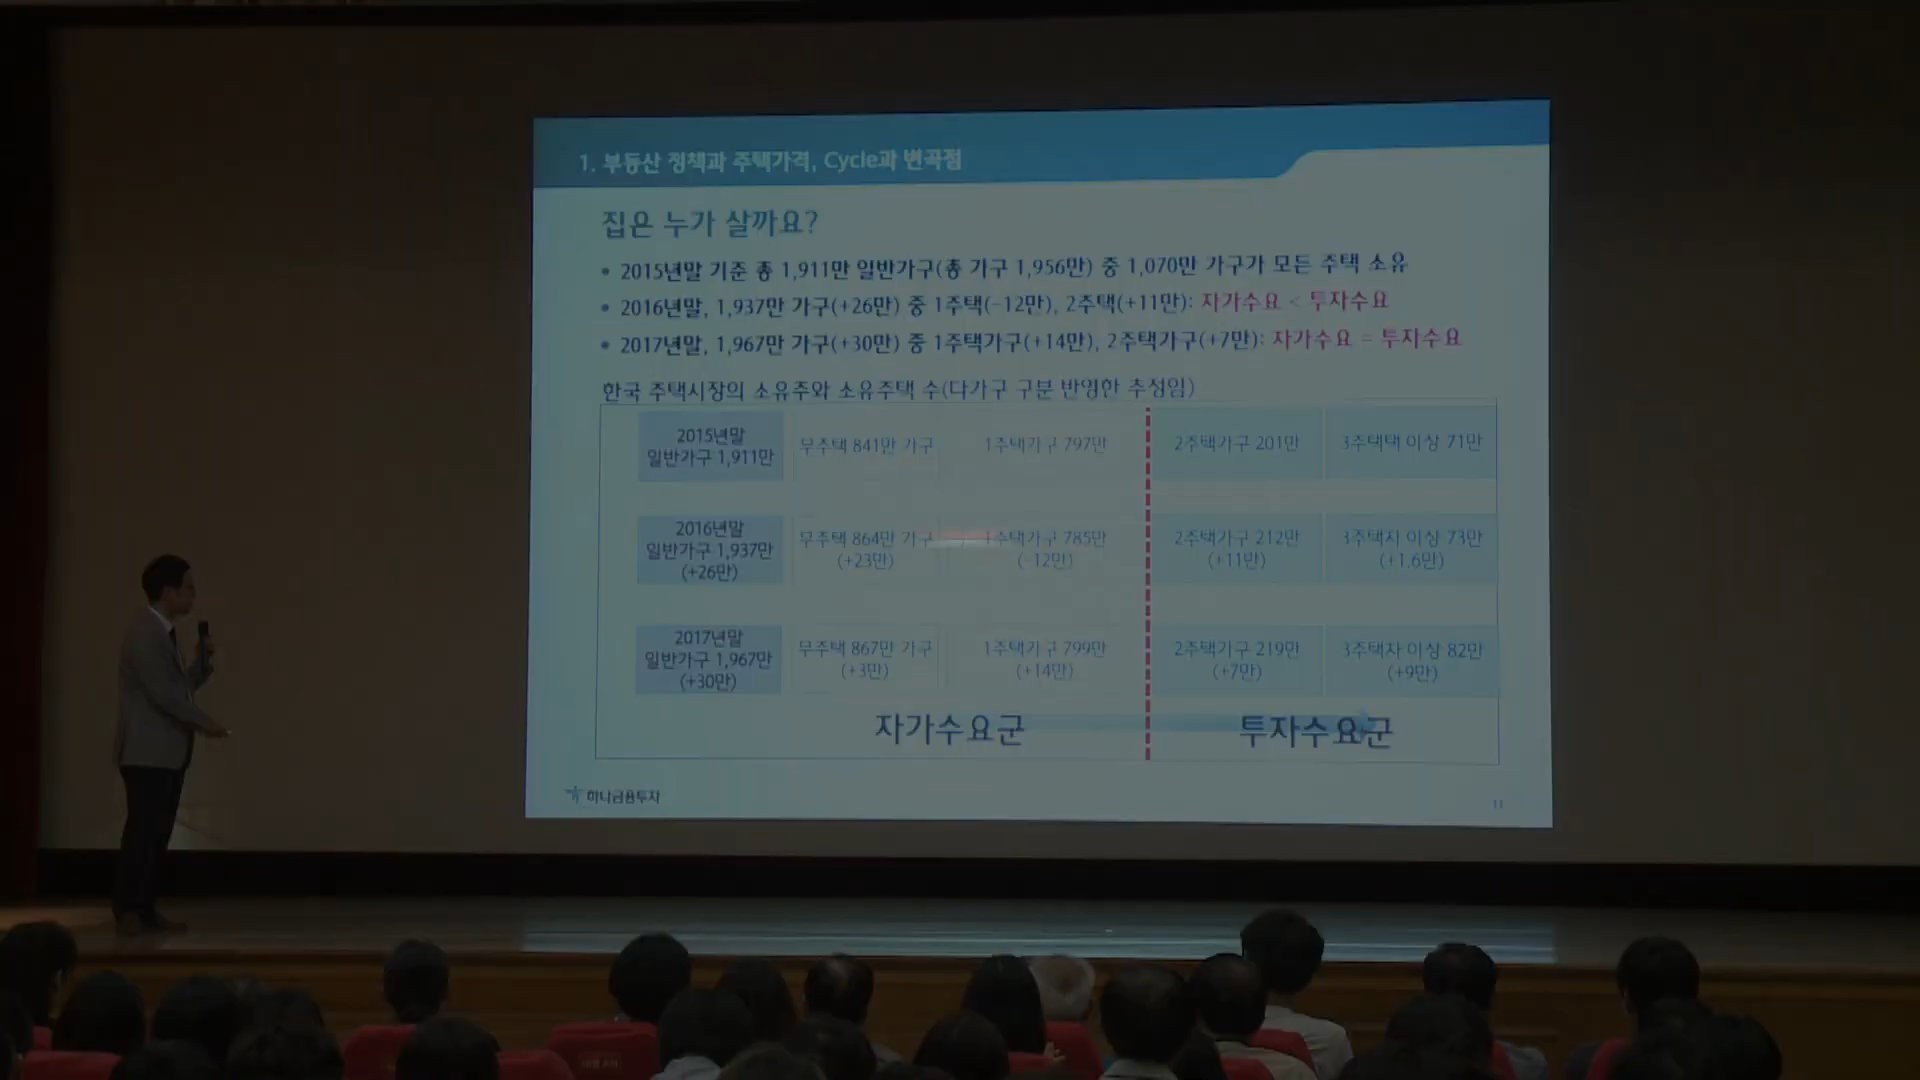 1. 부동산 정책과 주택가격, Cycle과 변곡점
집은 누가 살까요?
• 2015년말 기준 총 1,911만 일반가구(총 가구 1,956만) 중 1,070만 가구가 모든 주택 소유
• 2016년말, 1,937만 가구(+26만) 중 1주택(-12만), 2주택(+11만): 자가수요 < 투자수요
• 2017년말, 1,967만 가구(+30만) 중 1주택가구(+14만), 2주택가구(+7만): 자가수요 = 투자수요
한국 주택시장의 소유주와 소유주택 수(다가구 구분 반영한 추정임)
2015년말
일반가구 1,911만
무주택 841만 가구
1주택가구 797만
2주택가구 201만
3주택택 이상 71만
2016년말
일반가구 1,937만
(+26만)
무주택 864만 가구
(+23만)
1주택가구 785만
(-12만)
2주택가구 212만
(+11만)
3주택자 이상 73만
(+1.6만)
2017년말
일반가구 1,967만
(+30만)
무주택 867만 가구
(+3만)
1주택가구 799만
(+14만)
2주택가구 219만
(+7만)
3주택자 이상 82만
(+9만)
자가수요군
투자수요군
하나금융투자
11